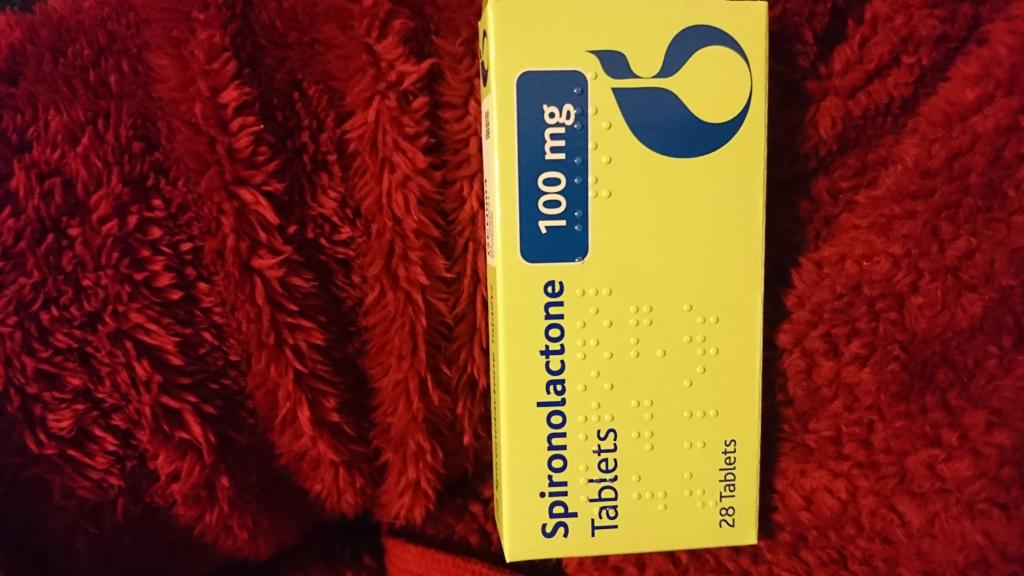 Spironolactone 100 mg
Tablets
28 Tablets